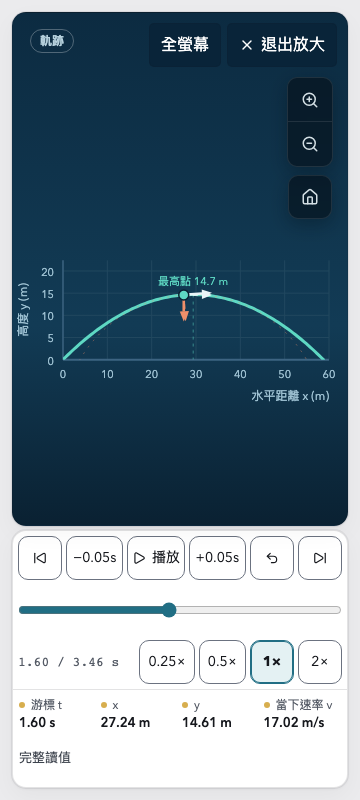 軌跡
全螢幕
× 退出放大
最高點 14.7 m
高度 y (m)
20
15
10
5
0
0 10 20 30 40 50 60
水平距離 x (m)
−0.05s
播放
+0.05s
1.60 / 3.46 s
0.25×
0.5×
1×
2×
游標 t
1.60 s
x
27.24 m
y
14.61 m
當下速率 v
17.02 m/s
完整讀值